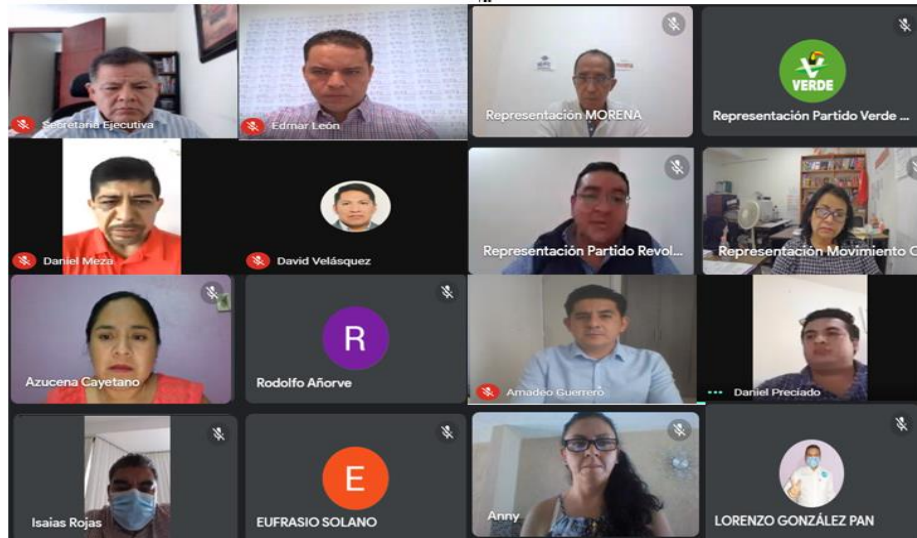 Secretaria Ejecutiva
Edmar León
Representación MORENA
VERDE
Representación Partido Verde ...
Daniel Meza
David Velásquez
Representación Partido Revol...
Representación Movimiento C
Azucena Cayetano
R
Rodolfo Añorve
Amadeo Guerrero
Daniel Preciado
Isaias Rojas
E
EUFRASIO SOLANO
Anny
LORENZO GONZÁLEZ PAN